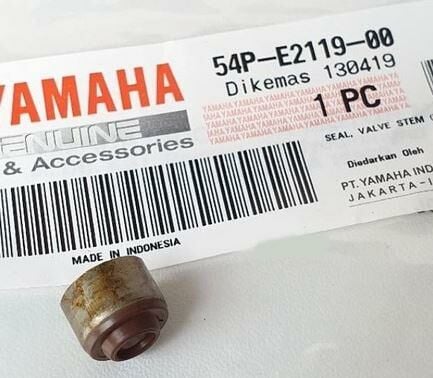 YAMAHA
54P-E2119-00
Dikemas 130419
1 PC
GENUINE
& Accessories
SEAL, VALVE STEM (
Diedarkan Oleh
PT.YAMAHA IND
JAKARTA-I
MADE IN INDONESIA